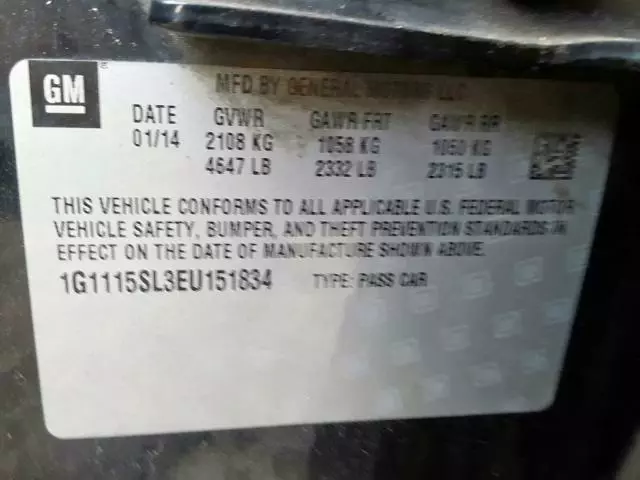 GM
MFD BY GENERAL MOTORS LLC
DATE GVWR GAWR FRT GAWR RR
01/14 2108 KG 1058 KG 1050 KG
4647 LB 2332 LB 2315 LB
THIS VEHICLE CONFORMS TO ALL APPLICABLE U.S. FEDERAL MOTOR
VEHICLE SAFETY, BUMPER, AND THEFT PREVENTION STANDARDS IN
EFFECT ON THE DATE OF MANUFACTURE SHOWN ABOVE.
1G1115SL3EU151834 TYPE: PASS CAR